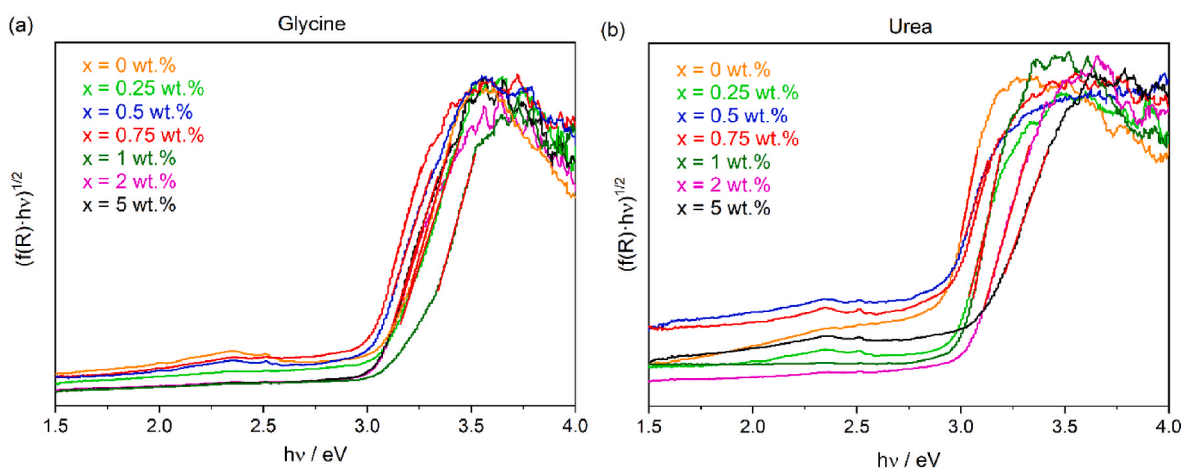 (a)
Glycine
x = 0 wt.%
x = 0.25 wt.%
x = 0.5 wt.%
x = 0.75 wt.%
x = 1 wt.%
x = 2 wt.%
x = 5 wt.%
(f(R)·hν)1/2
1.5 2.0 2.5 3.0 3.5 4.0
hν / eV
(b)
Urea
x = 0 wt.%
x = 0.25 wt.%
x = 0.5 wt.%
x = 0.75 wt.%
x = 1 wt.%
x = 2 wt.%
x = 5 wt.%
(f(R)·hν)1/2
1.5 2.0 2.5 3.0 3.5 4.0
hν / eV